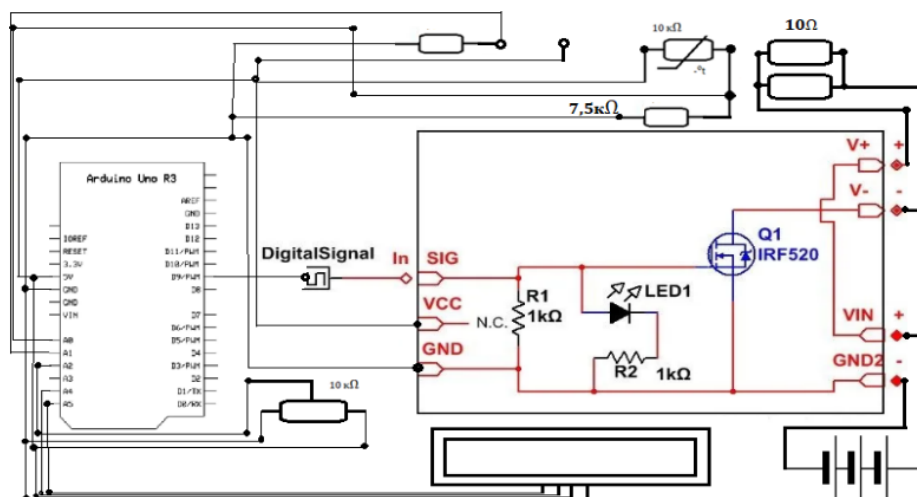 10 кΩ
10Ω
7,5кΩ
Arduino Uno R3
AREF
GND
D13
D12
D11/PWM
D10/PWM
D9/PWM
D8
D7
D6/PWM
D5/PWM
D4
D3/PWM
D2
D1/TX
D0/RX
IOREF
RESET
3.3V
5V
GND
GND
VIN
A0
A1
A2
A3
A4
A5
DigitalSignal
In
SIG
VCC
N.C.
GND
R1
1kΩ
LED1
R2
1kΩ
Q1
IRF520
V+
+
V-
-
VIN
+
GND2
-
10 кΩ